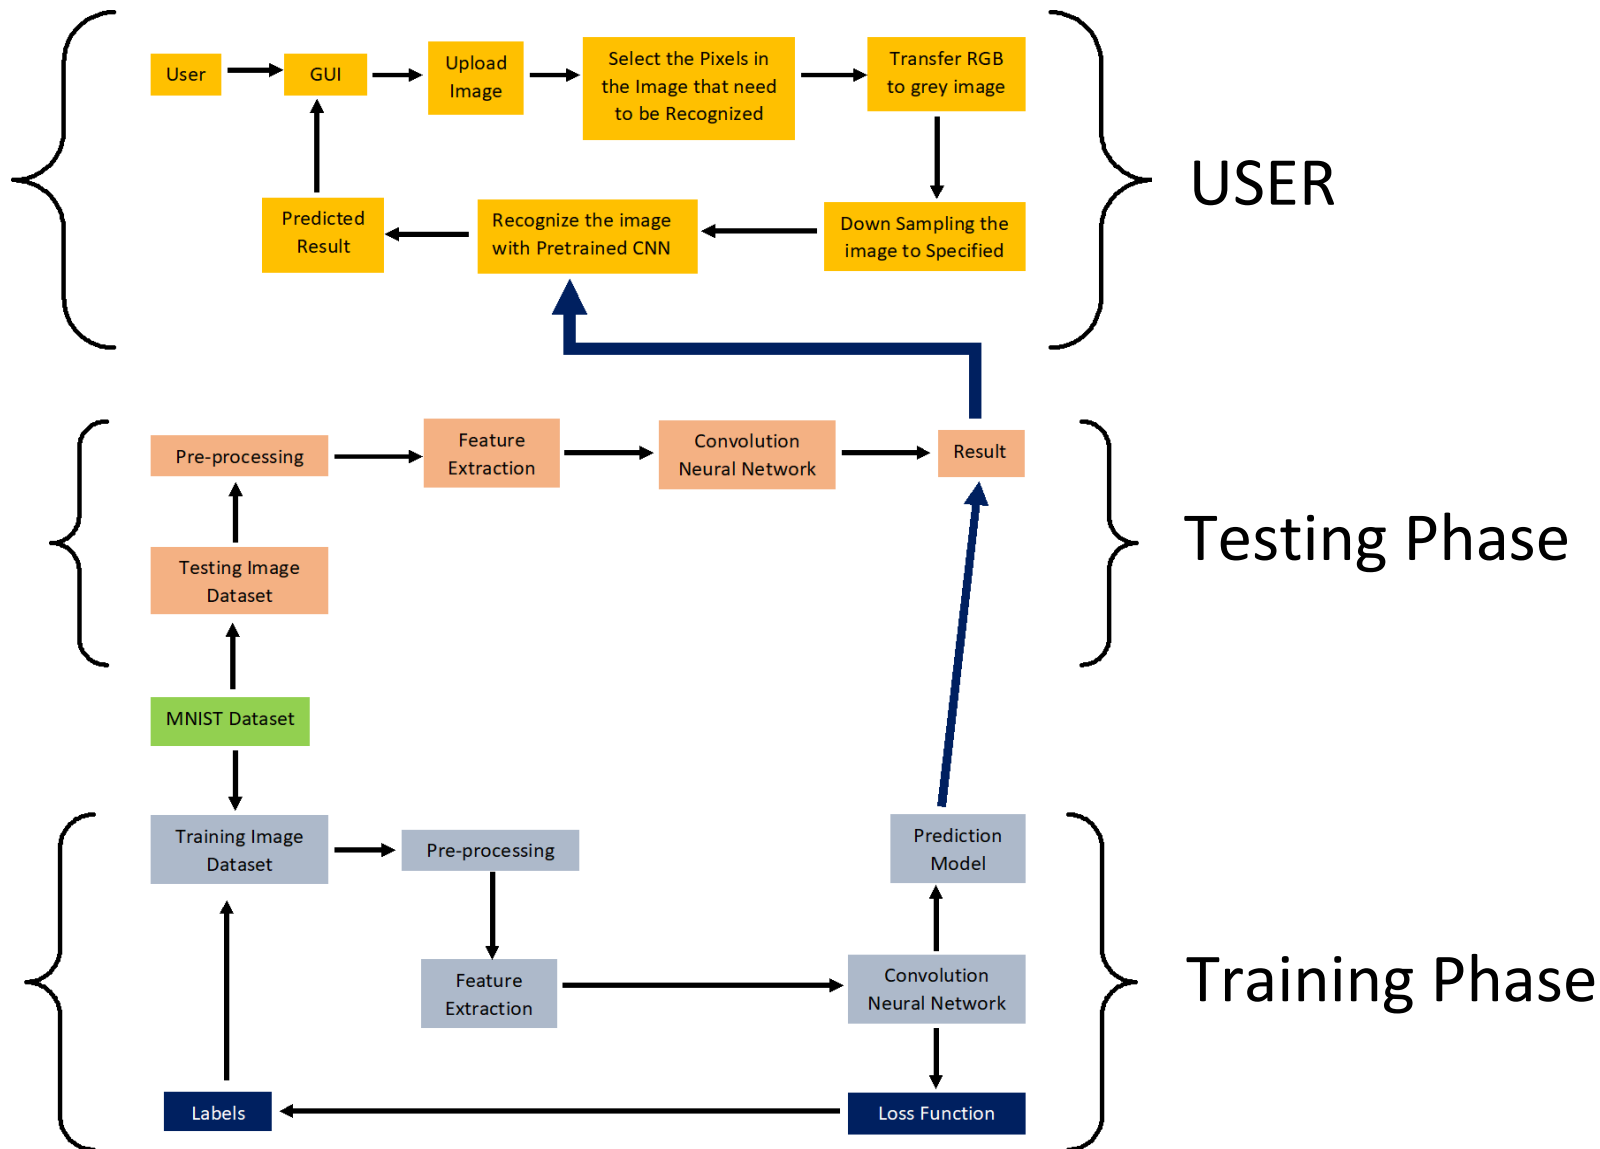 User
GUI
Upload
Image
Select the Pixels in
the Image that need
to be Recognized
Transfer RGB
to grey image
USER
Predicted
Result
Recognize the image
with Pretrained CNN
Down Sampling the
image to Specified
Pre-processing
Feature
Extraction
Convolution
Neural Network
Result
Testing Phase
Testing Image
Dataset
MNIST Dataset
Training Image
Dataset
Pre-processing
Prediction
Model
Feature
Extraction
Convolution
Neural Network
Training Phase
Labels
Loss Function